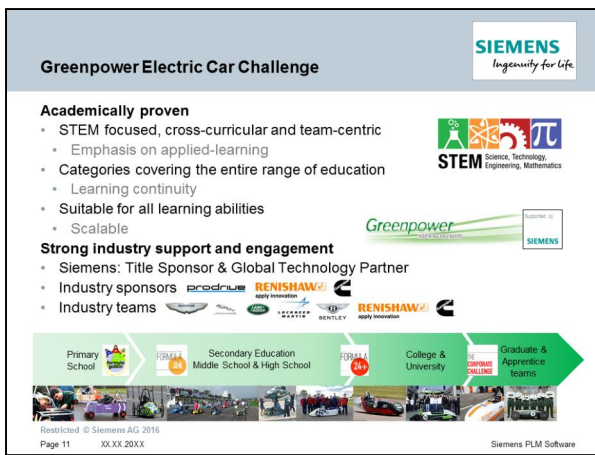 SIEMENS
Ingenuity for life
Greenpower Electric Car Challenge
Academically proven
• STEM focused, cross-curricular and team-centric
• Emphasis on applied-learning
• Categories covering the entire range of education
• Learning continuity
• Suitable for all learning abilities
• Scalable
STEM Science, Technology,
Engineering, Mathematics
Greenpower
Supported by
SIEMENS
Strong industry support and engagement
• Siemens: Title Sponsor & Global Technology Partner
• Industry sponsors prodrive RENISHAW
apply innovation
• Industry teams LAND ROVER LOCKHEED MARTIN BENTLEY RENISHAW
apply innovation
Primary
School
FORMULA
24
Secondary Education
Middle School & High School
FORMULA
24+
College &
University
THE
CORPORATE
CHALLENGE
Graduate &
Apprentice
teams
Restricted © Siemens AG 2016
Page 11 XX.XX.20XX Siemens PLM Software